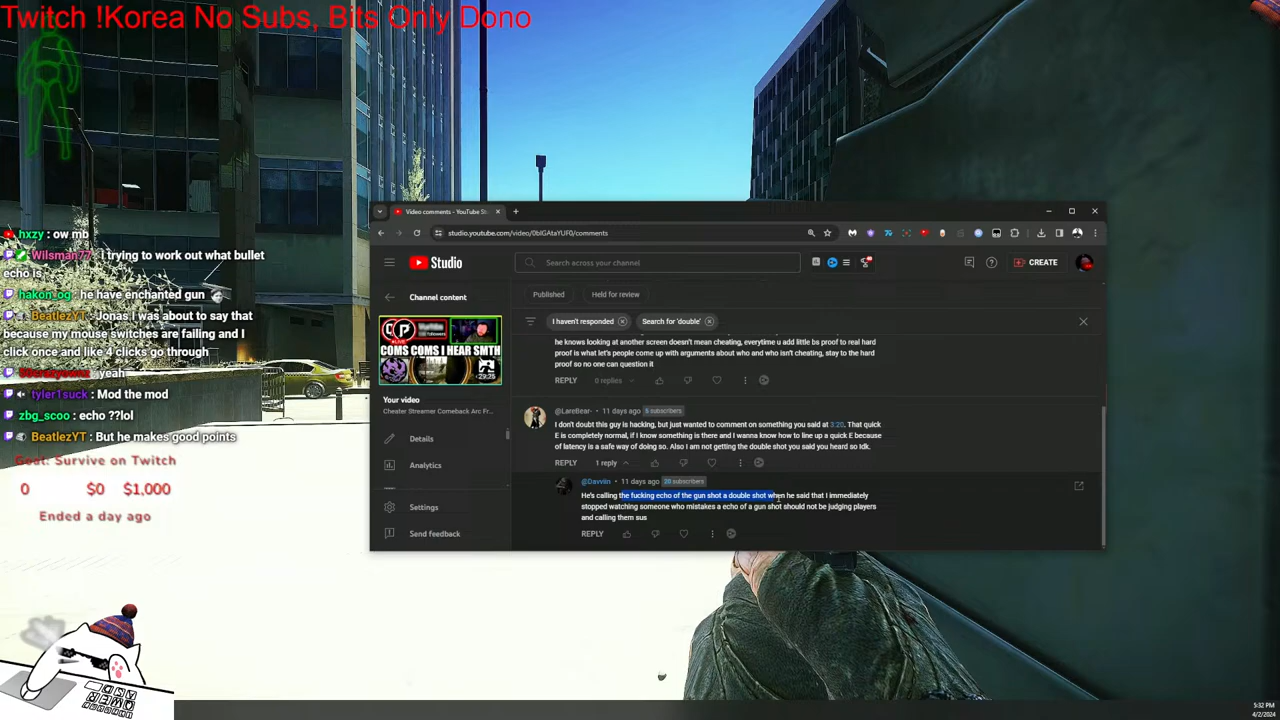 Twitch !Korea No Subs, Bits Only Dono
hxzy : ow mb
Wilsman77 : I trying to work out what bullet
echo is
hakon_og: he have enchanted gun
BeatlezYT : Jonas i was about to say that
because my mouse switches are failing and I
click once and like 4 clicks go through
: yeah
tyler1suck : Mod the mod
zbg_scoo : echo ??lol
BeatlezYT : But he makes good points
Goal: Survive on Twitch
0 $0 $1,000
Ended a day ago
Video comments - YouTube St
studio.youtube.com/video/0blGAtaYUF0/comments
Studio
Search across your channel
CREATE
Channel content
Published
Held for review
I haven't responded
Search for 'double'
COMS COMS I HEAR SMTH
29:25
LIVE
Your video
Chester Streamer Comeback Arc Fr...
Details
Analytics
Settings
Send feedback
he knows looking at another screen doesn't mean cheating, everytime u add little bs proof to real hard
proof is what let's people come up with arguments about who and who isn't cheating, stay to the hard
proof so no one can question it
REPLY 0 replies
@LareBear- • 11 days ago 5 subscribers
I don't doubt this guy is hacking, but just wanted to comment on something you said at 3:20. That quick
E is completely normal, if I know something is there and I wanna know how to line up a quick E because
of latency is a safe way of doing so. Also I am not getting the double shot you said you heard so Idk.
REPLY 1 reply
@Davviin • 11 days ago 20 subscribers
He's calling the fucking echo of the gun shot a double shot when he said that I immediately
stopped watching someone who mistakes a echo of a gun shot should not be judging players
and calling them sus
REPLY
5:32 PM
4/2/2024